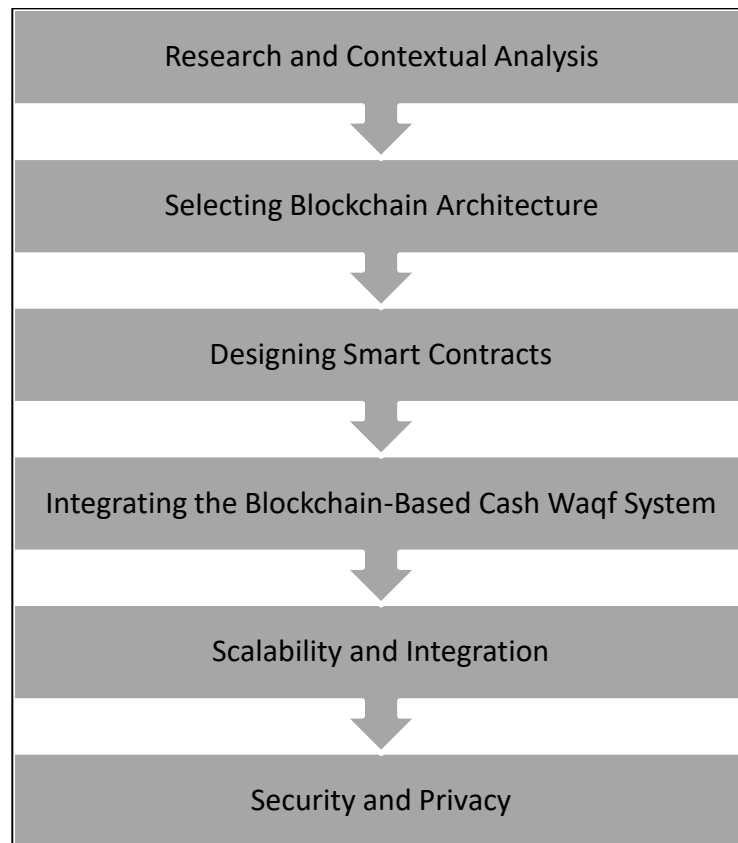 Research and Contextual Analysis
Selecting Blockchain Architecture
Designing Smart Contracts
Integrating the Blockchain-Based Cash Waqf System
Scalability and Integration
Security and Privacy